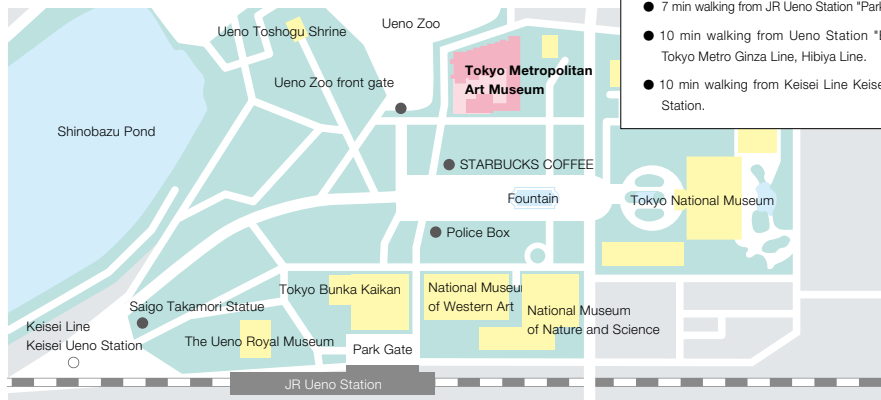 ● 7 min walking from JR Ueno Station
● 10 min walking from Ueno Station
Tokyo Metro Ginza Line, Hibiya Line.
● 10 min walking from Keisei Line
Station.
Ueno Zoo
Ueno Toshogu Shrine
Tokyo Metropolitan
Art Museum
Ueno Zoo front gate
Shinobazu Pond
STARBUCKS COFFEE
Fountain
Tokyo National Museum
Police Box
Tokyo Bunka Kaikan
National Museum
of Western Art
Saigo Takamori Statue
National Museum
of Nature and Science
Keisei Line
Keisei Ueno Station
The Ueno Royal Museum
Park Gate
JR Ueno Station